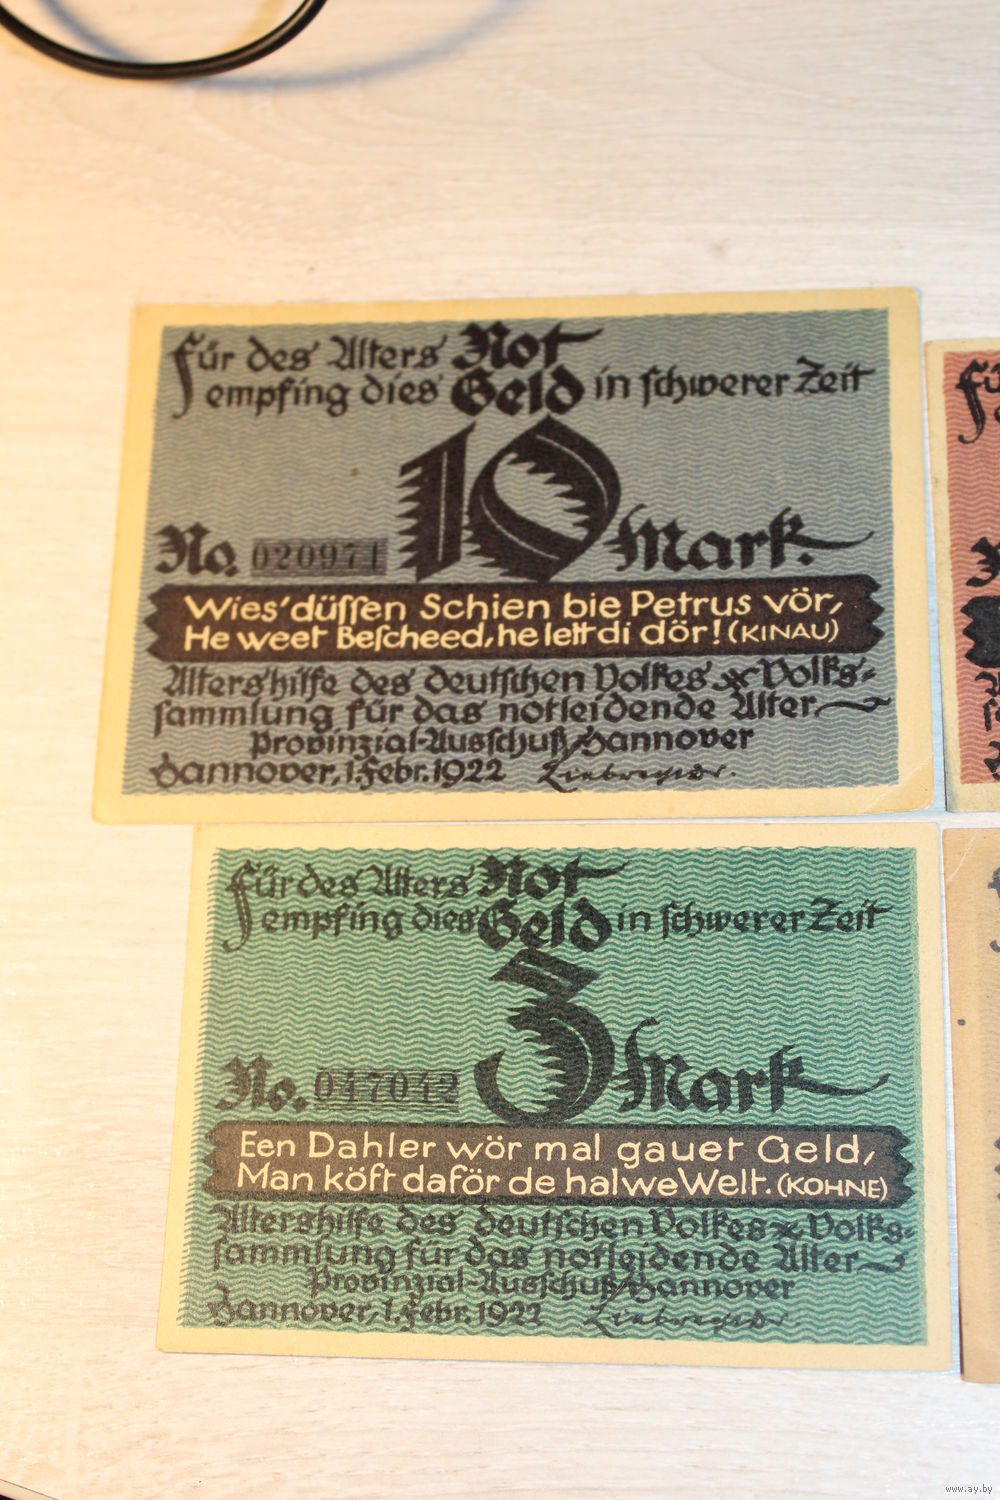 Für des Alters Not
empfing dies Geld in schwerer Zeit
10 Mark.
No. 020971
Wies' düssen Schien bie Petrus vör,
He weet Bescheed, he lett di dör! (KINAU)
Altershilfe des deutschen Volkes x Volks-
sammlung für das notleidende Alter
Provinzial-Ausschuß Hannover
Hannover, 1. Febr. 1922
Für des Alters Not
empfing dies Geld in schwerer Zeit
3 Mark
No. 047042
Een Dahler wör mal gauet Geld,
Man köft daför de halwe Welt. (KOHNE)
Altershilfe des deutschen Volkes x Volks-
sammlung für das notleidende Alter
Provinzial-Ausschuß Hannover
Hannover, 1. Febr. 1922
Fü
www.ay.by